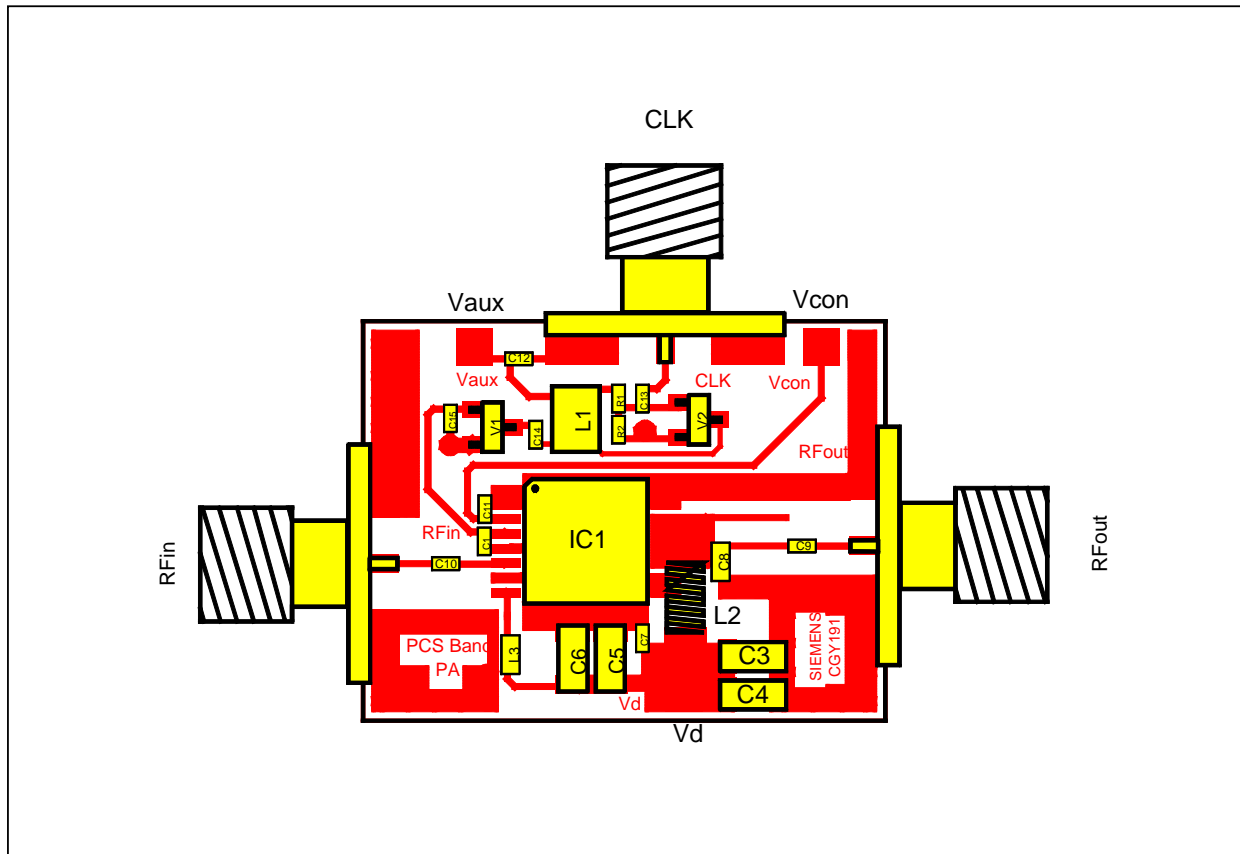 CLK
Vaux
Vcon
C12
Vaux
CLK
Vcon
C15
V1
C14
L1
R1
R2
C13
V2
RFout
C11
RFin
C1
IC1
C10
C8
C9
RFin
RFout
L2
PCS Band
PA
L3
C6
C5
C7
C3
C4
SIEMENS
CGY191
Vd
Vd